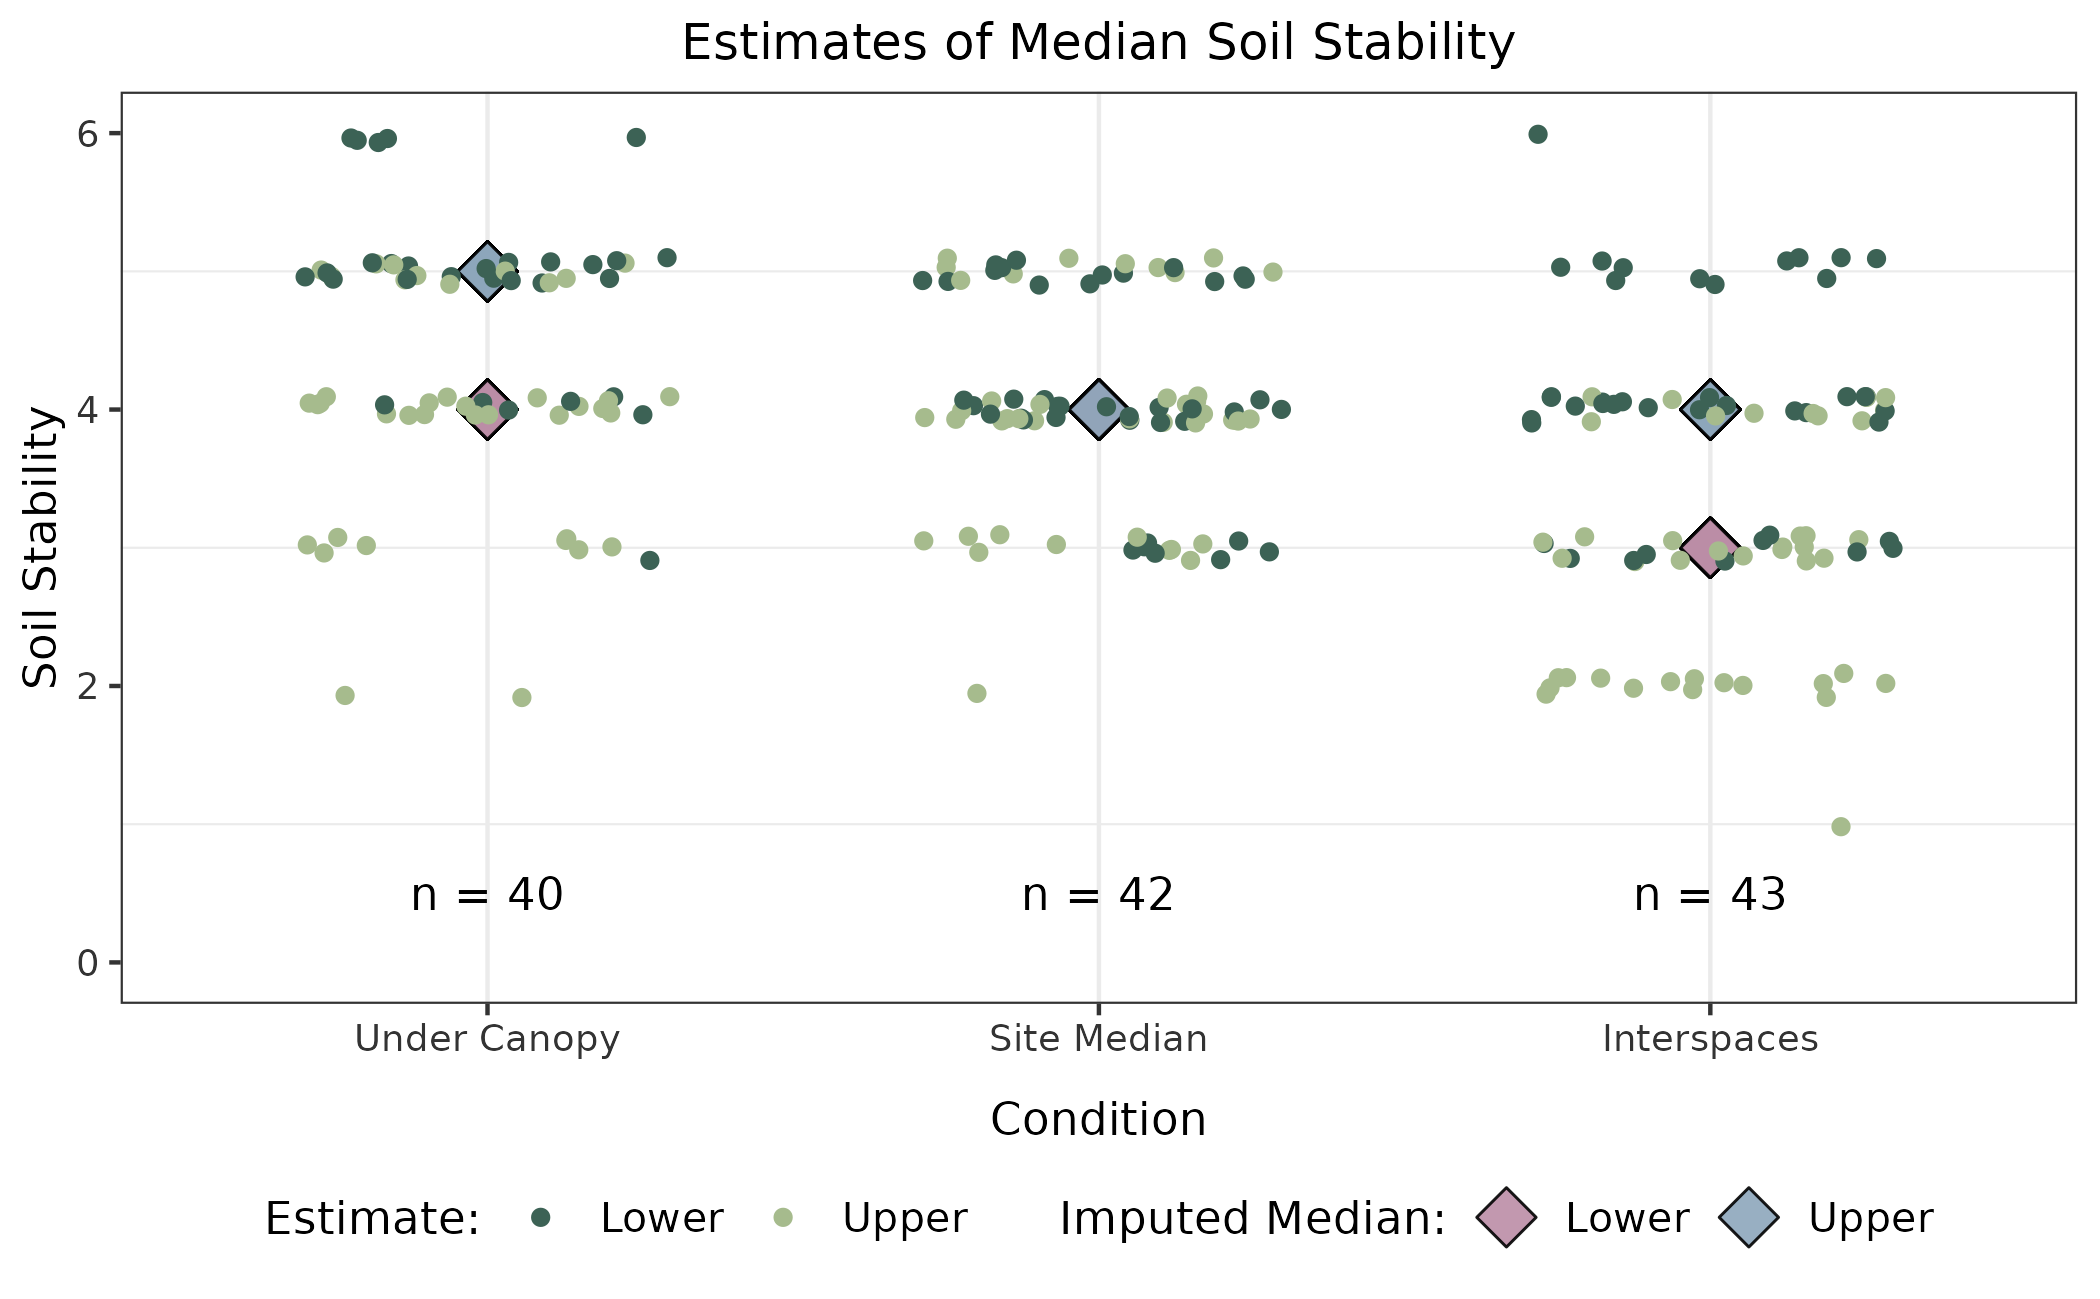 Estimates of Median Soil Stability
Soil Stability
6
4
2
0
n = 40
n = 42
n = 43
Under Canopy
Site Median
Interspaces
Condition
Estimate: Lower Upper Imputed Median: Lower Upper